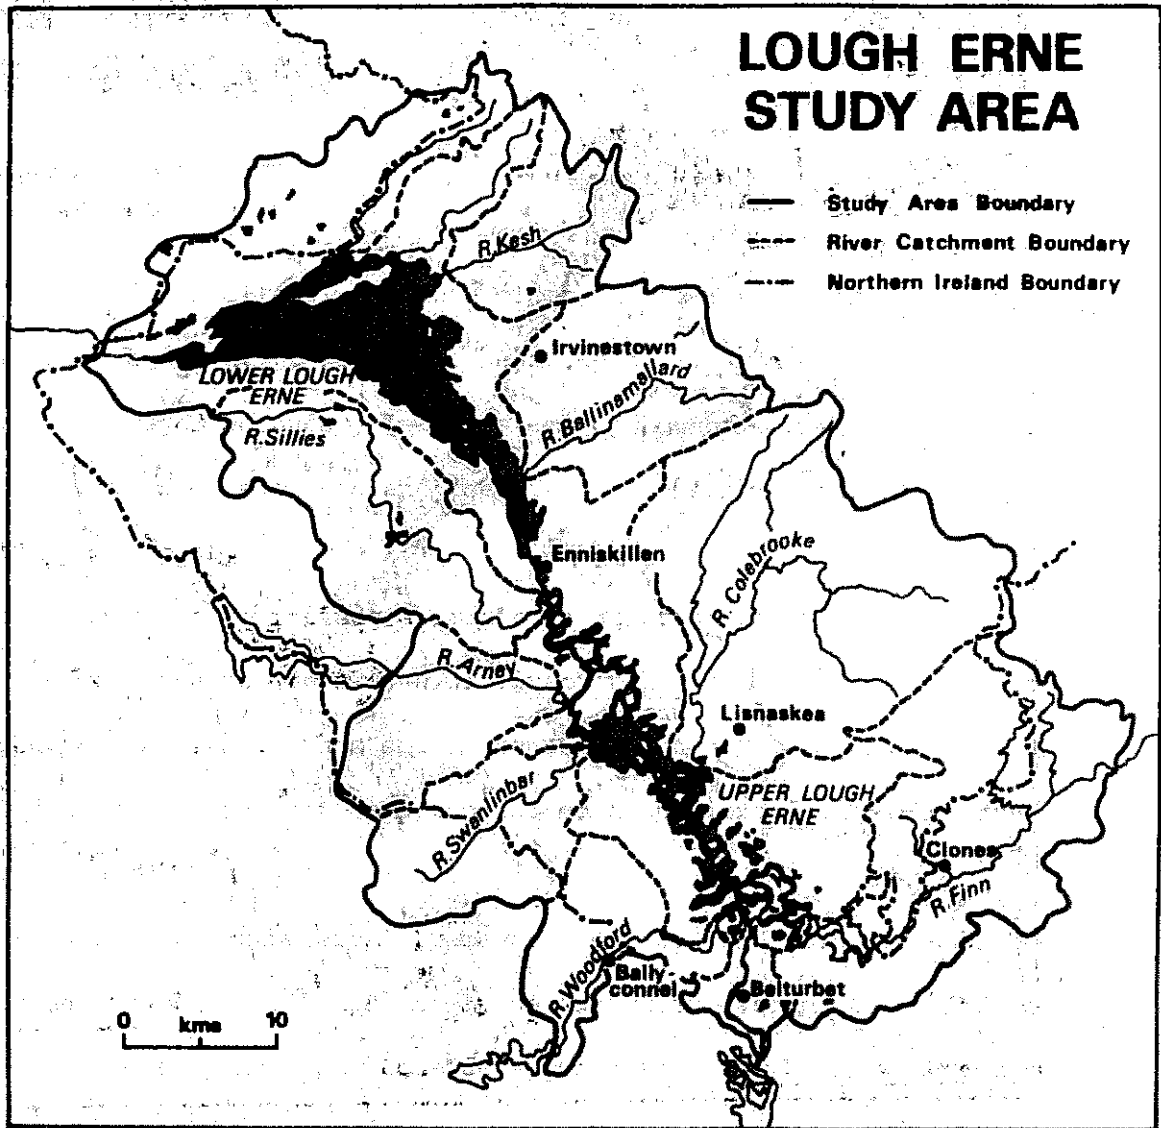 LOUGH ERNE
STUDY AREA
Study Area Boundary
River Catchment Boundary
Northern Ireland Boundary
R.Kesh
Irvinestown
LOWER LOUGH
ERNE
R.Ballinamallard
R.Sillies
Enniskillen
R.Colebrooke
R.Arney
Lisnaskea
R.Swanlinbar
UPPER LOUGH
ERNE
Clones
R.Finn
R.Woodford
Bally
connel
Belturbet
0 kms 10